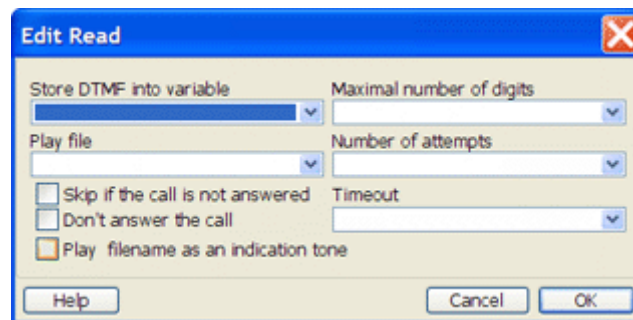 Edit Read
Store DTMF into variable
Maximal number of digits
Play file
Number of attempts
Skip if the call is not answered
Timeout
Don't answer the call
Play filename as an indication tone
Help
Cancel
OK